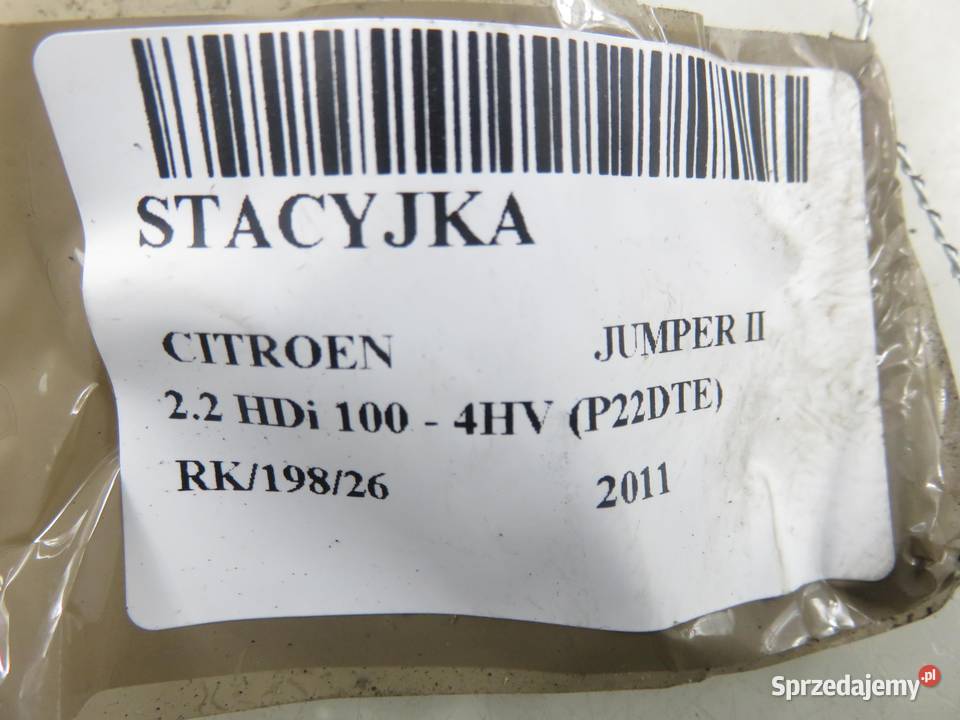 STACYJKA
CITROEN JUMPER II
2.2 HDi 100 - 4HV (P22DTE)
RK/198/26 2011
Sprzedajemy.pl